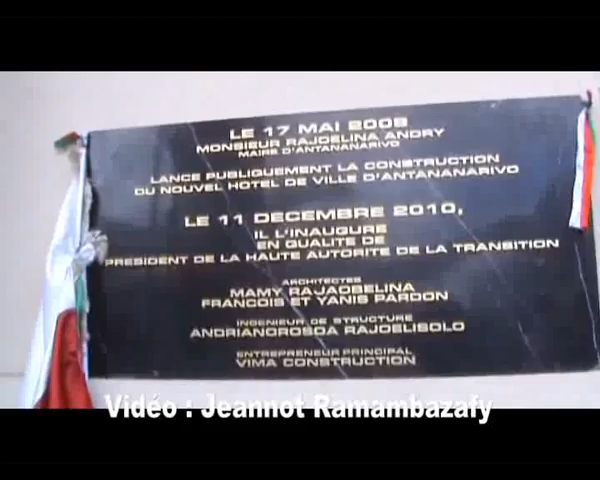 LE 17 MAI 2008
MONSIEUR RAJOELINA ANDRY
MAIRE D'ANTANANARIVO
LANCE PUBLIQUEMENT LA CONSTRUCTION
DU NOUVEL HOTEL DE VILLE D'ANTANANARIVO
LE 11 DECEMBRE 2010,
IL L'INAUGURE
EN QUALITE DE
PRESIDENT DE LA HAUTE AUTORITE DE LA TRANSITION
ARCHITECTES
MAMY RAJAOBELINA
FRANCOIS ET YANIS PARDON
INGENIEUR DE STRUCTURE
ANDRIANOROSOA RAJOELISOLO
ENTREPRENEUR PRINCIPAL
VIMA CONSTRUCTION
Vidéo : Jeannot Ramambazafy